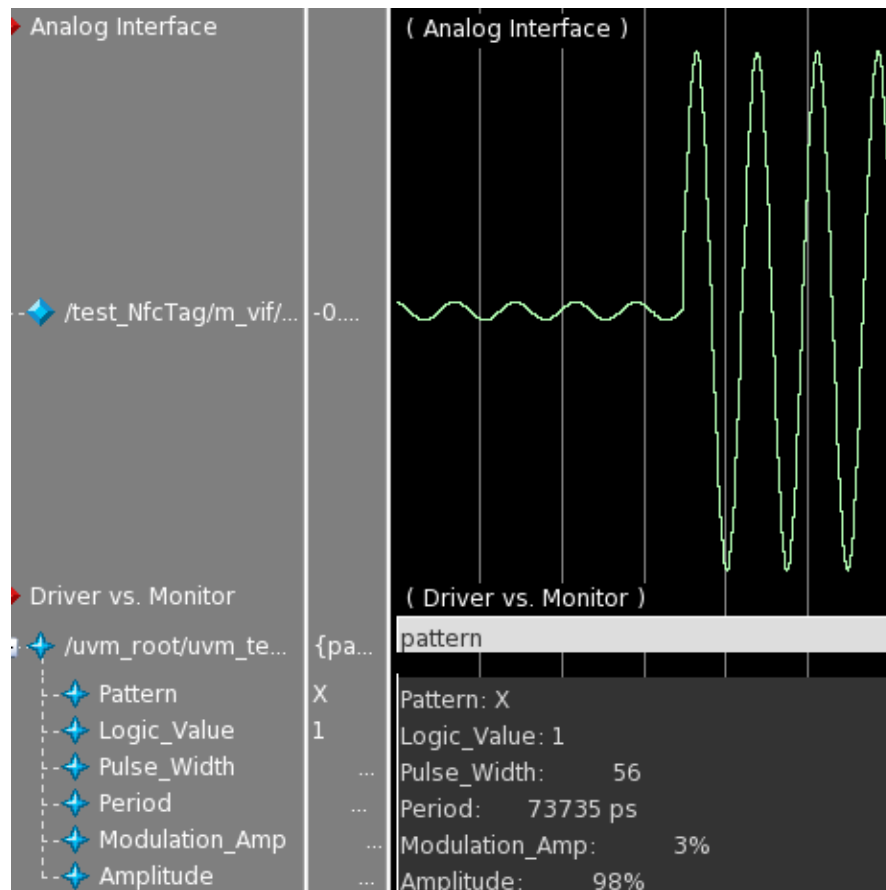 Analog Interface
( Analog Interface )
/test_NfcTag/m_vif/... -0....
Driver vs. Monitor
( Driver vs. Monitor )
/uvm_root/uvm_te... {pa...
pattern
Pattern X
Pattern: X
Logic_Value 1
Logic_Value: 1
Pulse_Width ...
Pulse_Width: 56
Period ...
Period: 73735 ps
Modulation_Amp ...
Modulation_Amp: 3%
Amplitude ...
Amplitude: 98%